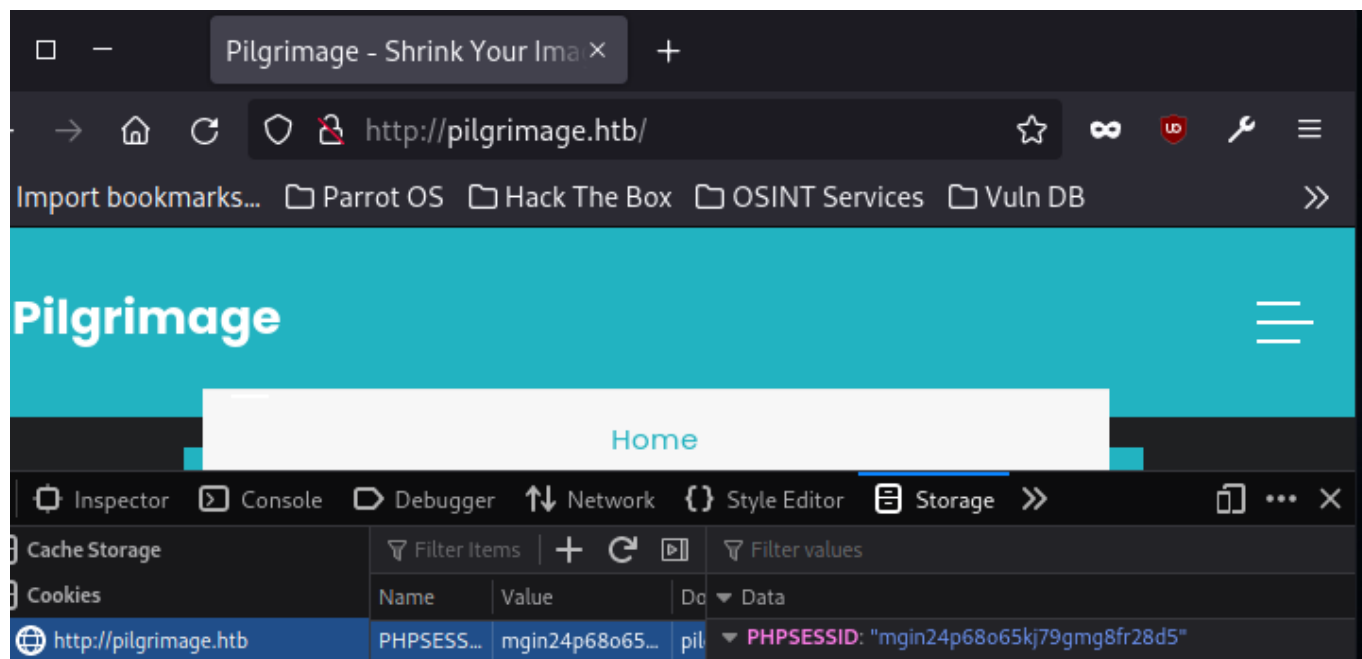 Pilgrimage - Shrink Your Ima
http://pilgrimage.htb/
Import bookmarks... Parrot OS Hack The Box OSINT Services Vuln DB
Pilgrimage
Home
Inspector Console Debugger Network Style Editor Storage
Cache Storage Filter Items Filter values
Cookies Name Value Do Data
http://pilgrimage.htb PHPSESS... mgin24p68o65... pil PHPSESSID: "mgin24p68o65kj79gmg8fr28d5"